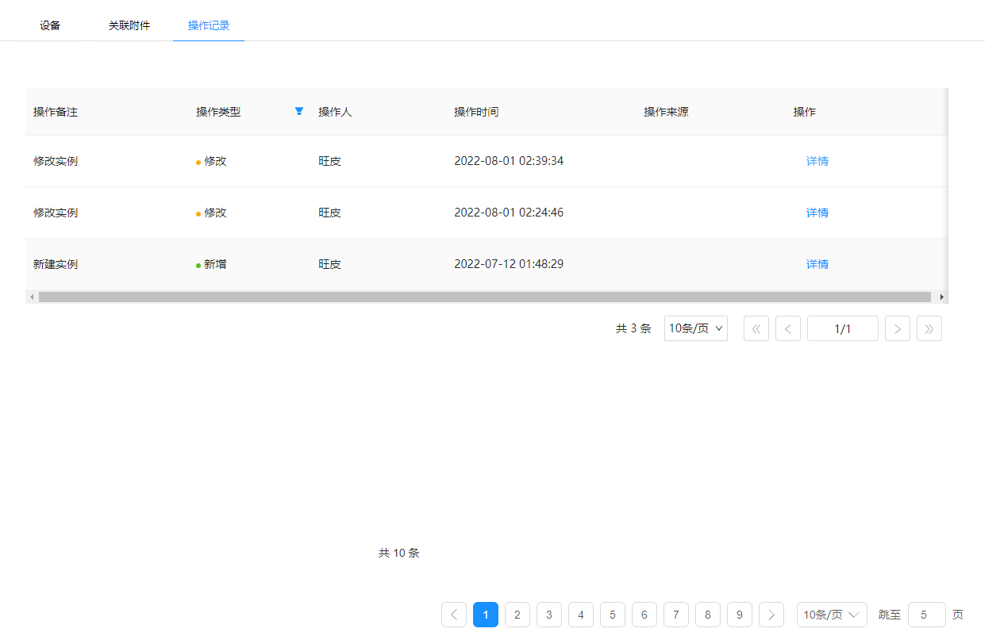 设备 关联附件 操作记录
操作备注 操作类型 操作人 操作时间 操作来源 操作
修改实例 修改 旺皮 2022-08-01 02:39:34 详情
修改实例 修改 旺皮 2022-08-01 02:24:46 详情
新建实例 新增 旺皮 2022-07-12 01:48:29 详情
共 3 条 10条/页 1/1
共 10 条
1 2 3 4 5 6 7 8 9 10条/页 跳至 5 页